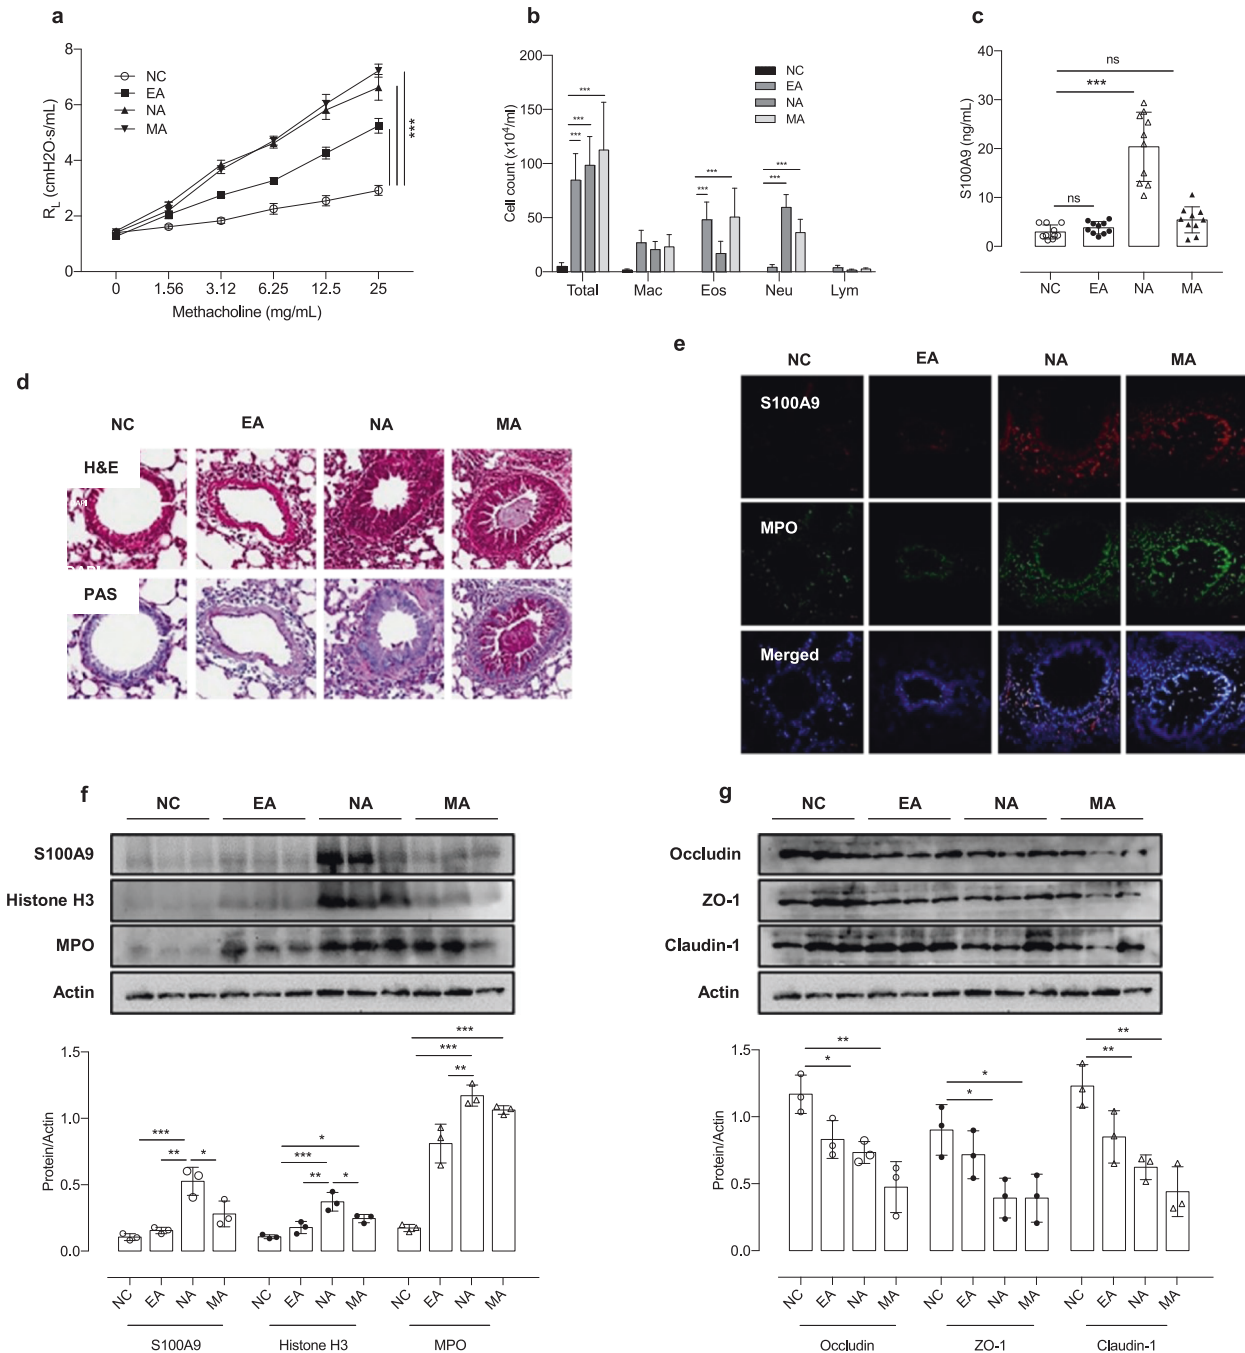 a
8
6
4
2
0
R_L (cmH2O·s/mL)
NC
EA
NA
MA
***
0 1.56 3.12 6.25 12.5 25
Methacholine (mg/mL)
b
200
150
100
50
0
Cell count (x10⁴/ml)
NC
EA
NA
MA
***
***
***
***
***
***
***
Total Mac Eos Neu Lym
c
40
30
20
10
0
S100A9 (ng/mL)
ns
***
ns
NC EA NA MA
d
NC EA NA MA
H&E
PAS
e
NC EA NA MA
S100A9
MPO
Merged
f
NC EA NA MA
S100A9
Histone H3
MPO
Actin
1.5
1.0
0.5
0.0
Protein/Actin
***
** *
*
***
** *
***
***
**
NC EA NA MA NC EA NA MA NC EA NA MA
S100A9 Histone H3 MPO
g
NC EA NA MA
Occludin
ZO-1
Claudin-1
Actin
1.5
1.0
0.5
0.0
Protein/Actin
**
*
*
*
**
**
NC EA NA MA NC EA NA MA NC EA NA MA
Occludin ZO-1 Claudin-1